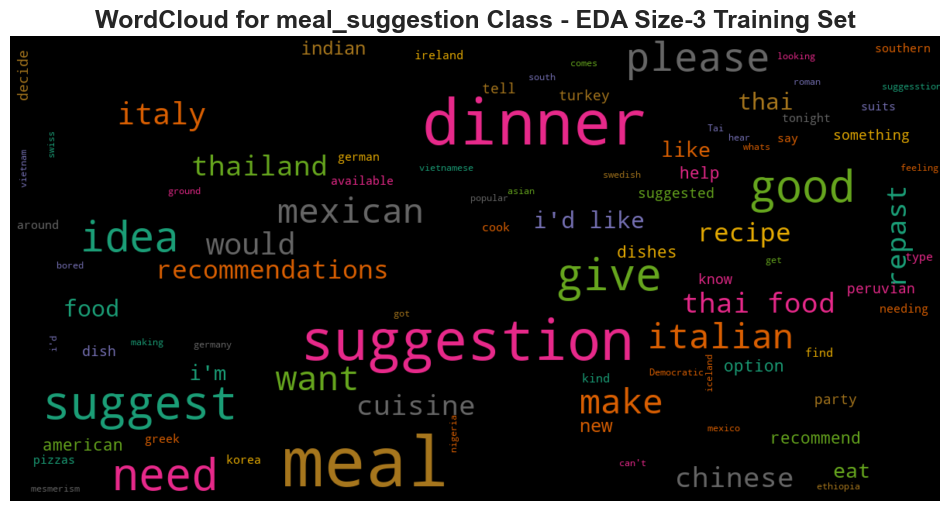 WordCloud for meal_suggestion Class - EDA Size-3 Training Set
decide
indian
ireland
please
looking
southern
comes
south
tell
turkey
roman
suggesstion
italy
dinner
thai
suits
tonight
Tai
hear
say
something
swiss
vietnam
thailand
german
available
vietnamese
like
whats
help
swedish
feeling
good
ground
asian
suggested
popular
repast
around
mexican
i'd like
cook
idea
would
recipe
dishes
type
bored
recommendations
give
get
know
peruvian
food
thai food
needing
got
i'd
dish
making
germany
suggestion
italian
find
i'm
want
kind
Democratic
iceland
option
suggest
cuisine
make
party
new
mexico
american
greek
nigeria
recommend
pizzas
korea
meal
can't
eat
need
chinese
mesmerism
ethiopia